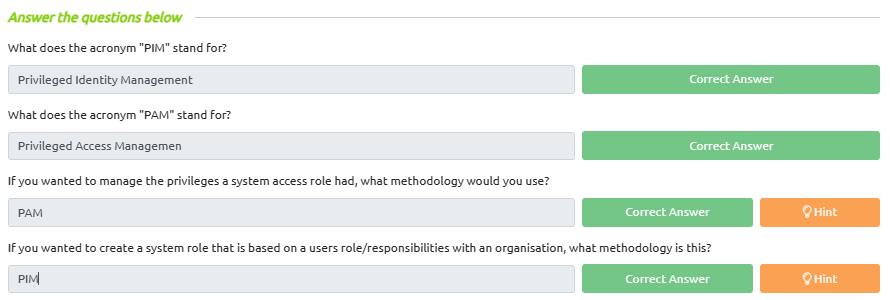 Answer the questions below
What does the acronym "PIM" stand for?
Privileged Identity Management
Correct Answer
What does the acronym "PAM" stand for?
Privileged Access Managemen
Correct Answer
If you wanted to manage the privileges a system access role had, what methodology would you use?
PAM
Correct Answer
Hint
If you wanted to create a system role that is based on a users role/responsibilities with an organisation, what methodology is this?
PIM
Correct Answer
Hint